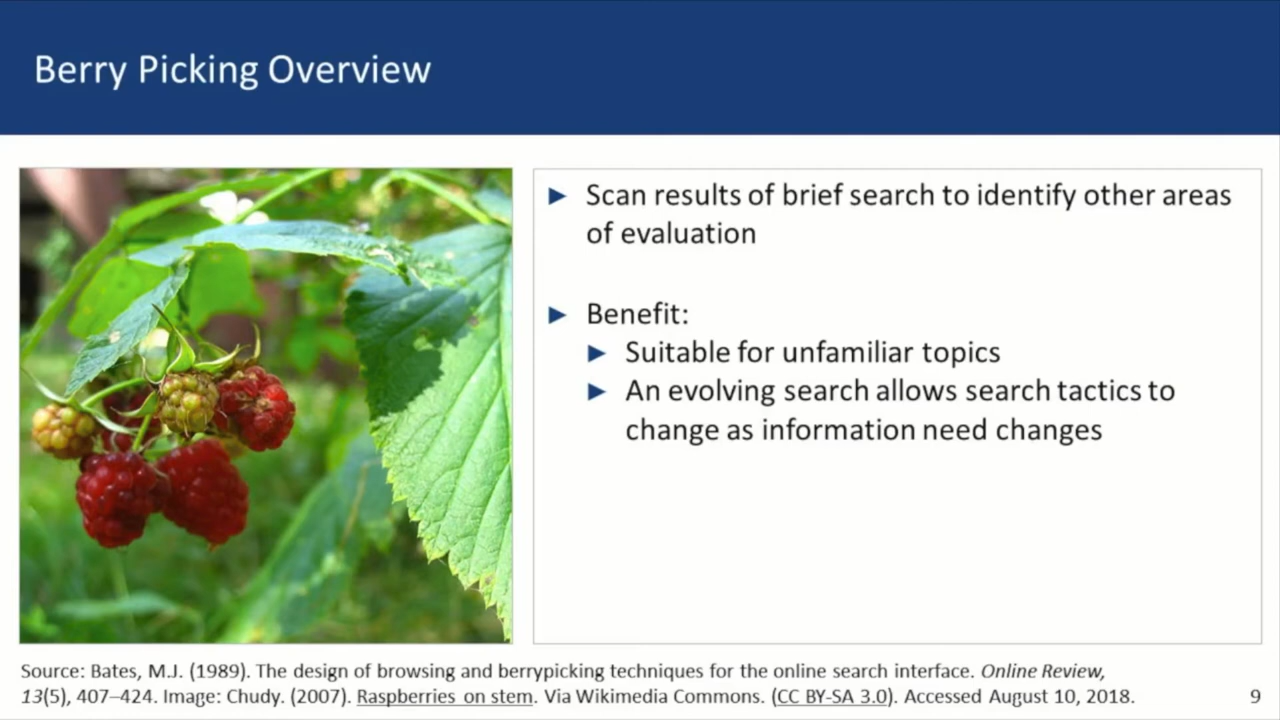 Berry Picking Overview
► Scan results of brief search to identify other areas
of evaluation
► Benefit:
► Suitable for unfamiliar topics
► An evolving search allows search tactics to
change as information need changes
Source: Bates, M.J. (1989). The design of browsing and berrypicking techniques for the online search interface. Online Review,
13(5), 407–424. Image: Chudy. (2007). Raspberries on stem. Via Wikimedia Commons. (CC BY-SA 3.0). Accessed August 10, 2018.
9